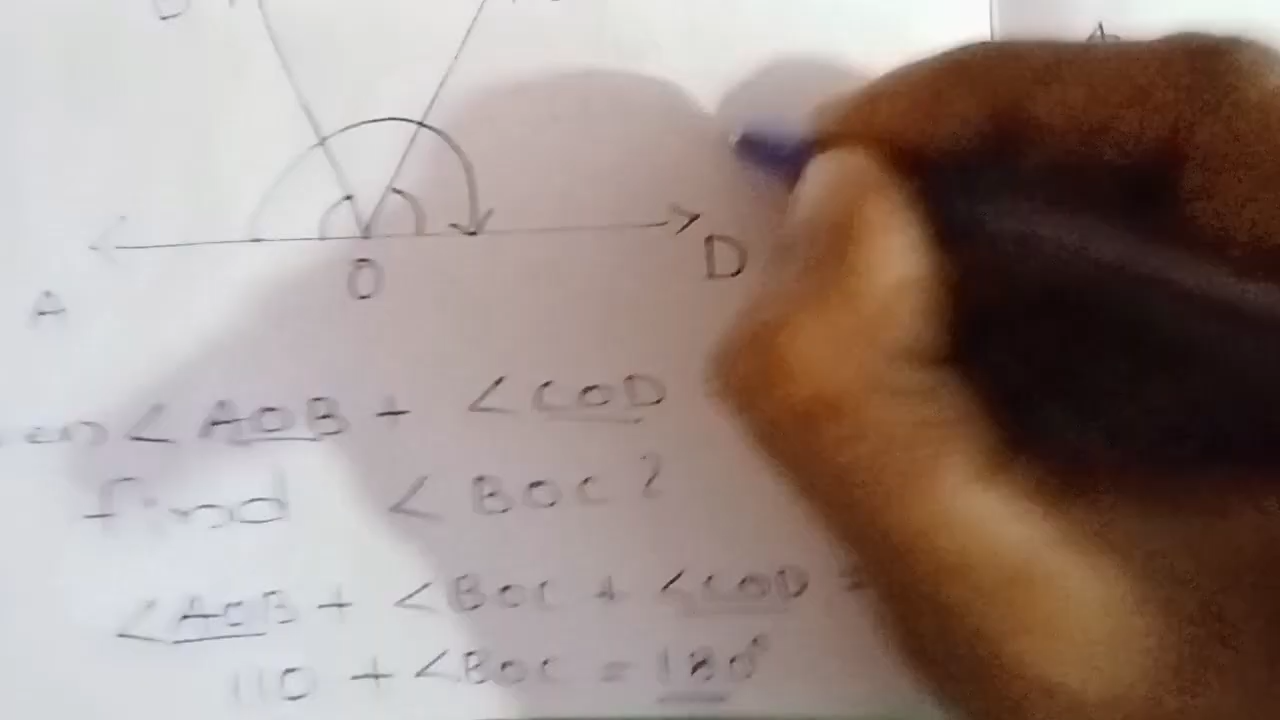 O
D
A
< AOB + < COD
find < BOC ?
< AOB + < BOC + < COD =
110 + < BOC = 180°